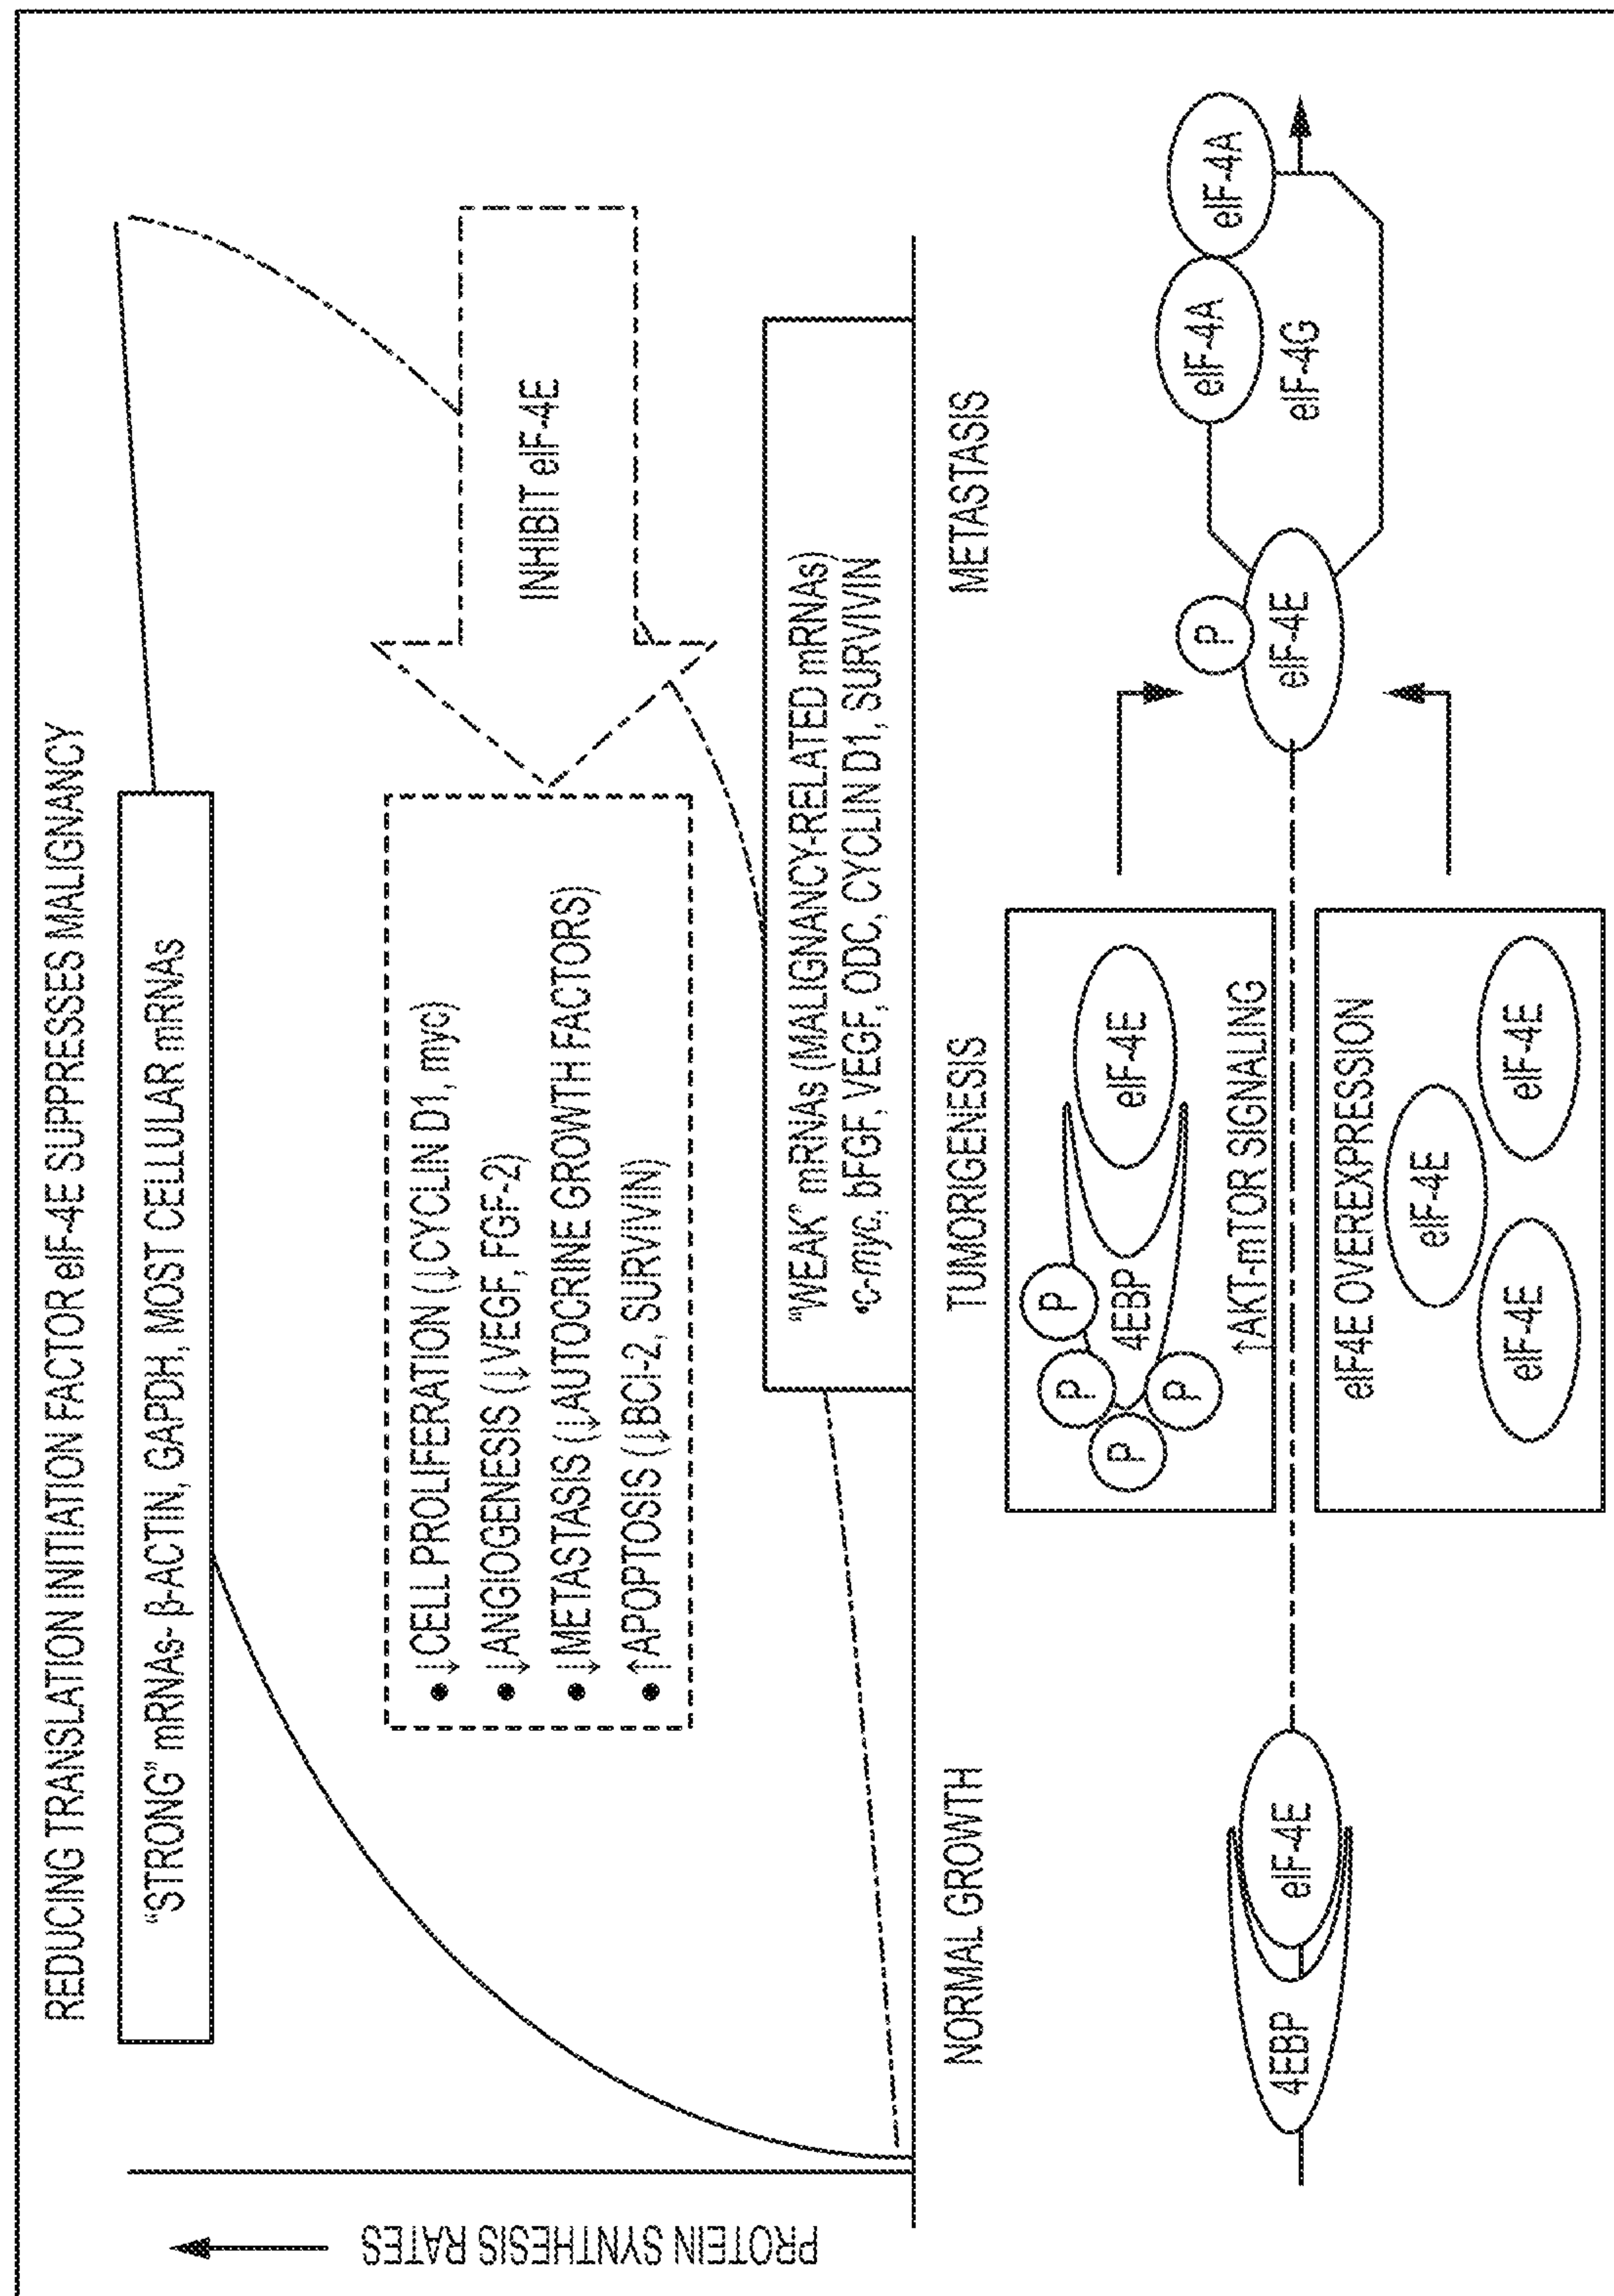 REDUCING TRANSLATION INITIATION FACTOR eIF-4E SUPPRESSES MALIGNANCY
"STRONG" mRNAs- β-ACTIN, GAPDH, MOST CELLULAR mRNAs
PROTEIN SYNTHESIS RATES
• ↓CELL PROLIFERATION (↓CYCLIN D1, myc)
• ↓ANGIOGENESIS (↓VEGF, FGF-2)
• ↓METASTASIS (↓AUTOCRINE GROWTH FACTORS)
• ↑APOPTOSIS (↓BCl-2, SURVIVIN)
INHIBIT eIF-4E
"WEAK" mRNAs (MALIGNANCY-RELATED mRNAs)
•c-myc, bFGF, VEGF, ODC, CYCLIN D1, SURVIVIN
NORMAL GROWTH
TUMORIGENESIS
METASTASIS
4EBP
eIF-4E
P
P
P
P
4EBP
eIF-4E
↑AKT-mTOR SIGNALING
eIF4E OVEREXPRESSION
eIF-4E
eIF-4E
eIF-4E
P
eIF-4E
eIF-4A
eIF-4A
eIF-4G